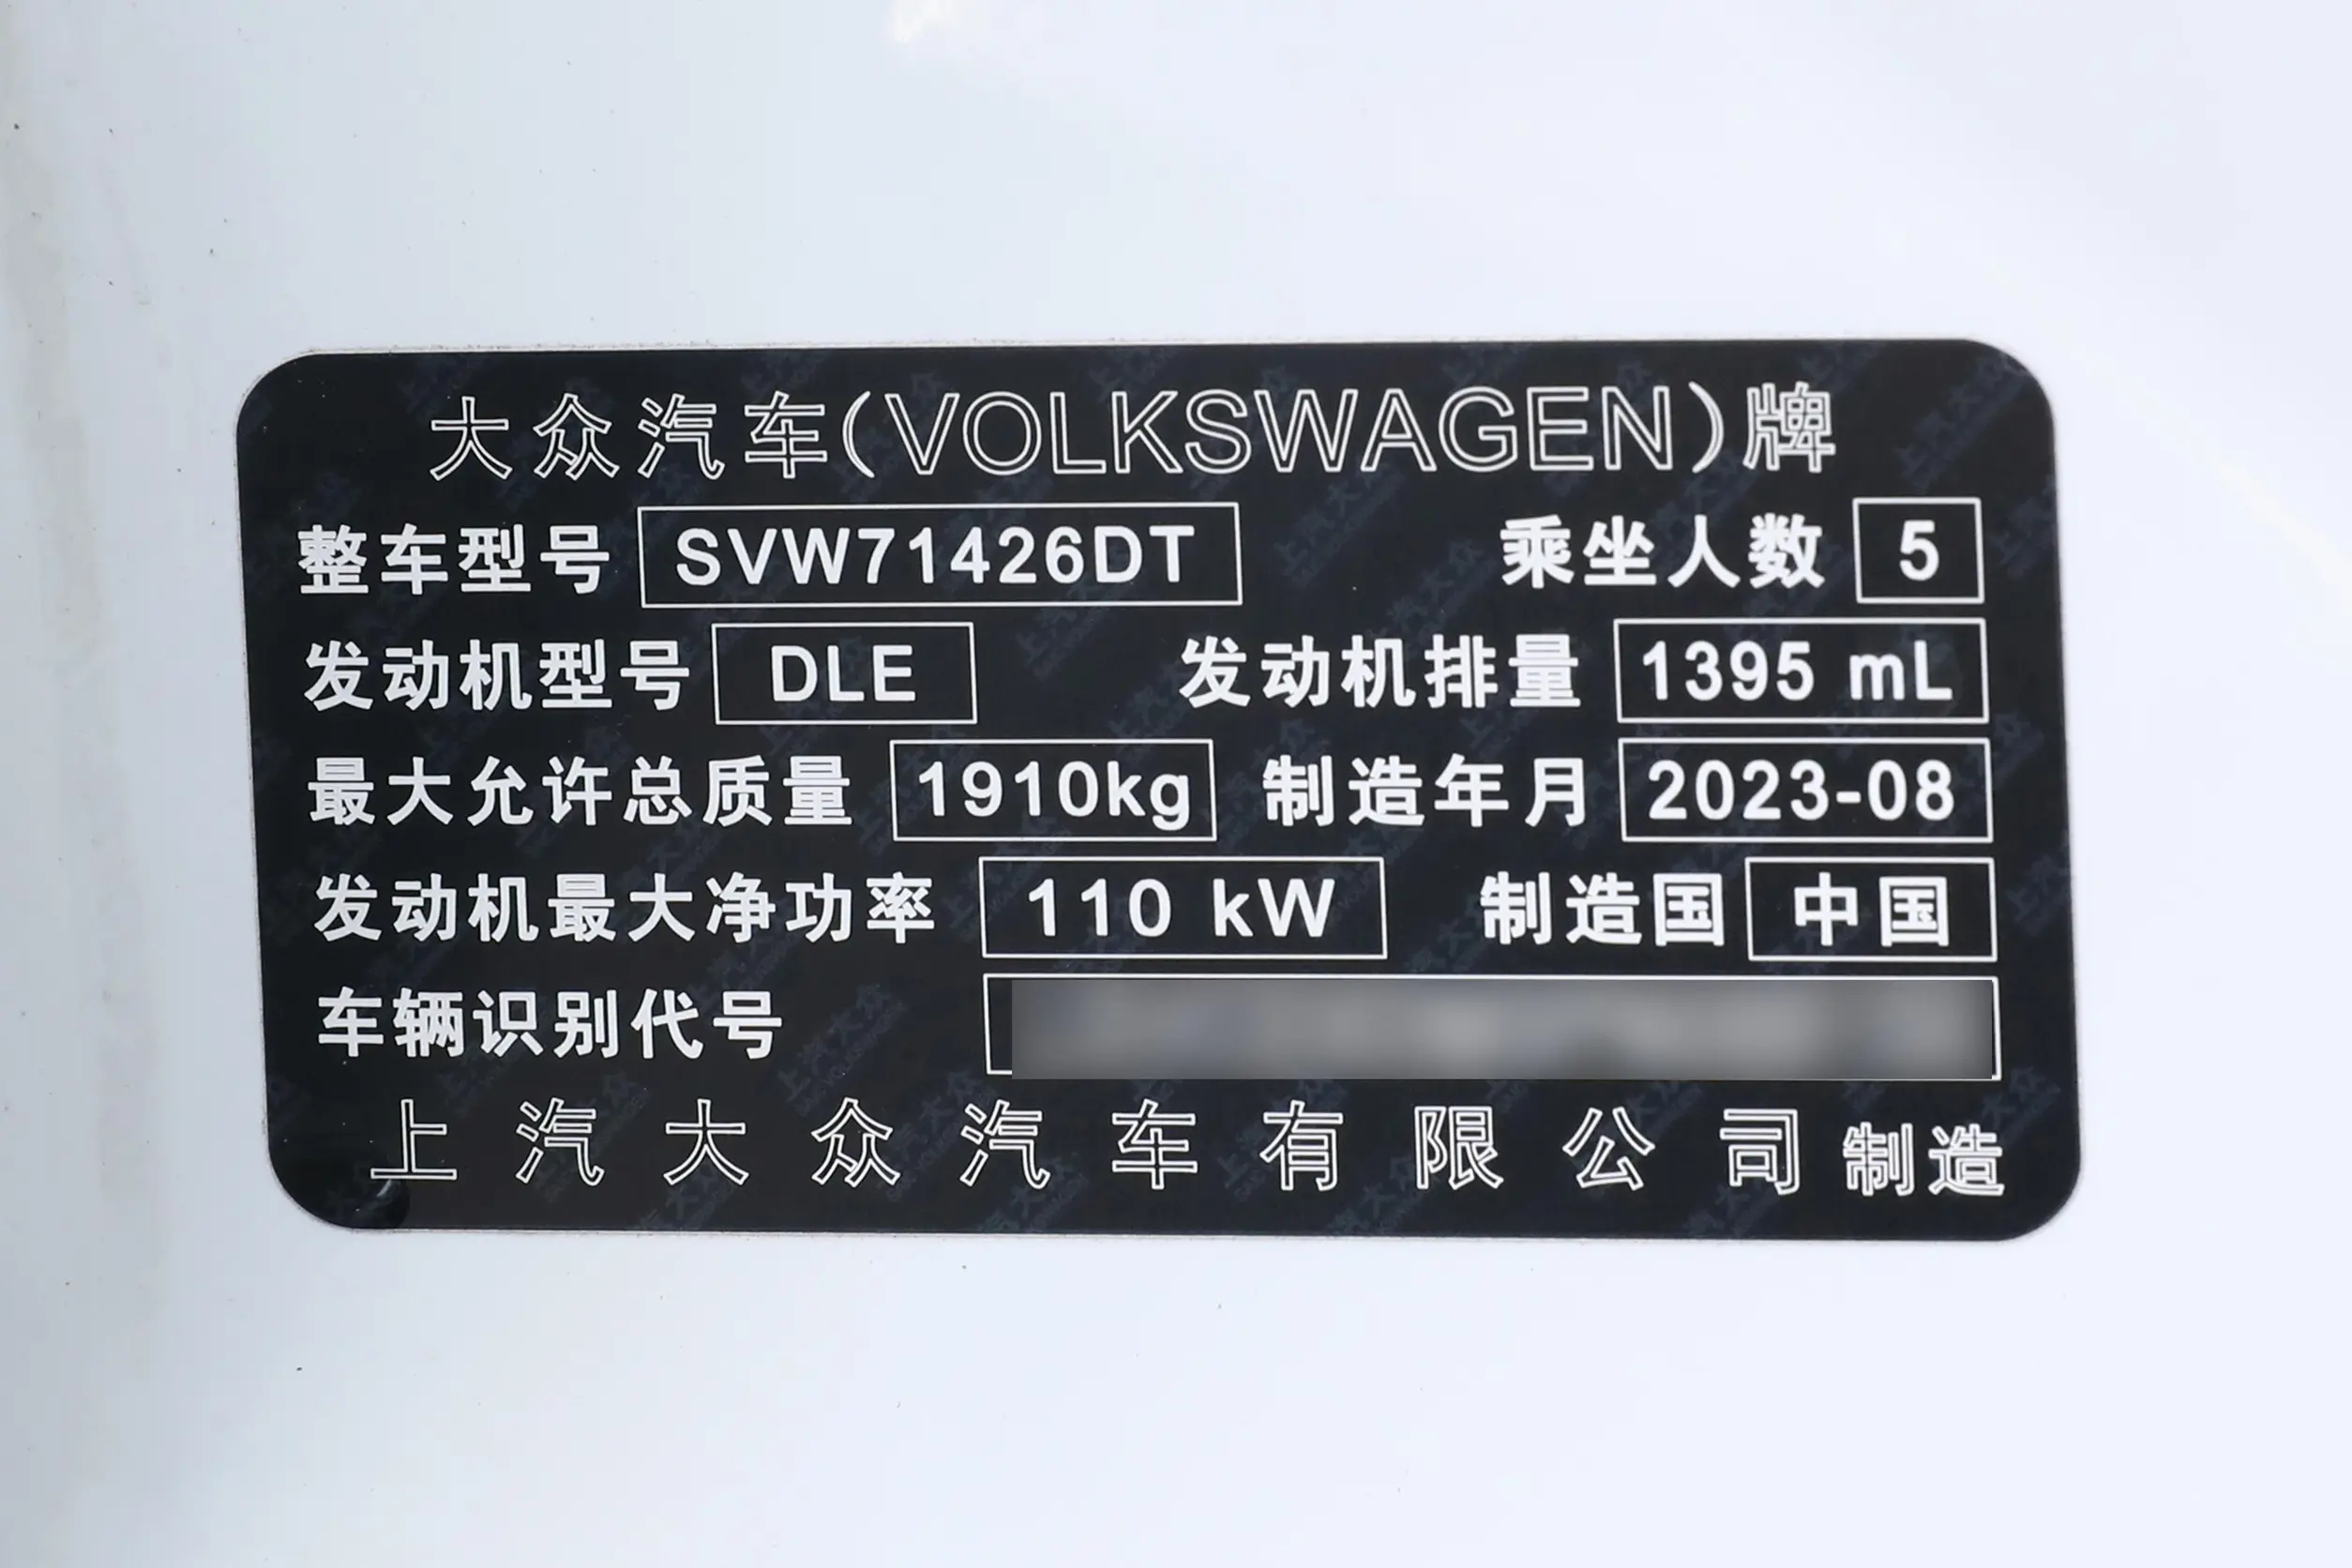 大众汽车(VOLKSWAGEN)牌
整车型号 SVW71426DT 乘坐人数 5
发动机型号 DLE 发动机排量 1395 mL
最大允许总质量 1910kg 制造年月 2023-08
发动机最大净功率 110 kW 制造国 中国
车辆识别代号
上汽大众汽车有限公司 制造